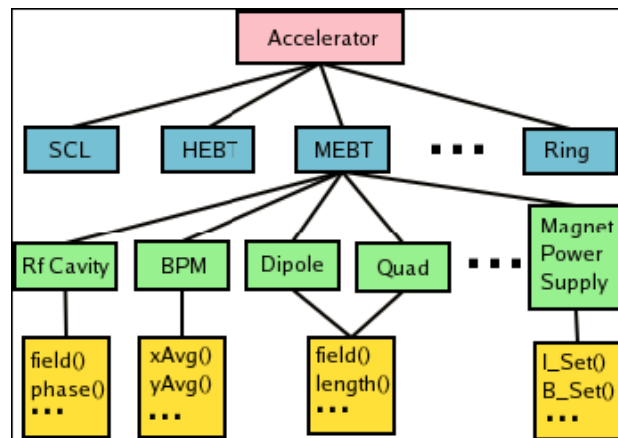 Accelerator
SCL
HEBT
MEBT
...
Ring
Rf Cavity
BPM
Dipole
Quad
...
Magnet
Power
Supply
field()
phase()
...
xAvg()
yAvg()
...
field()
length()
...
I_Set()
B_Set()
...